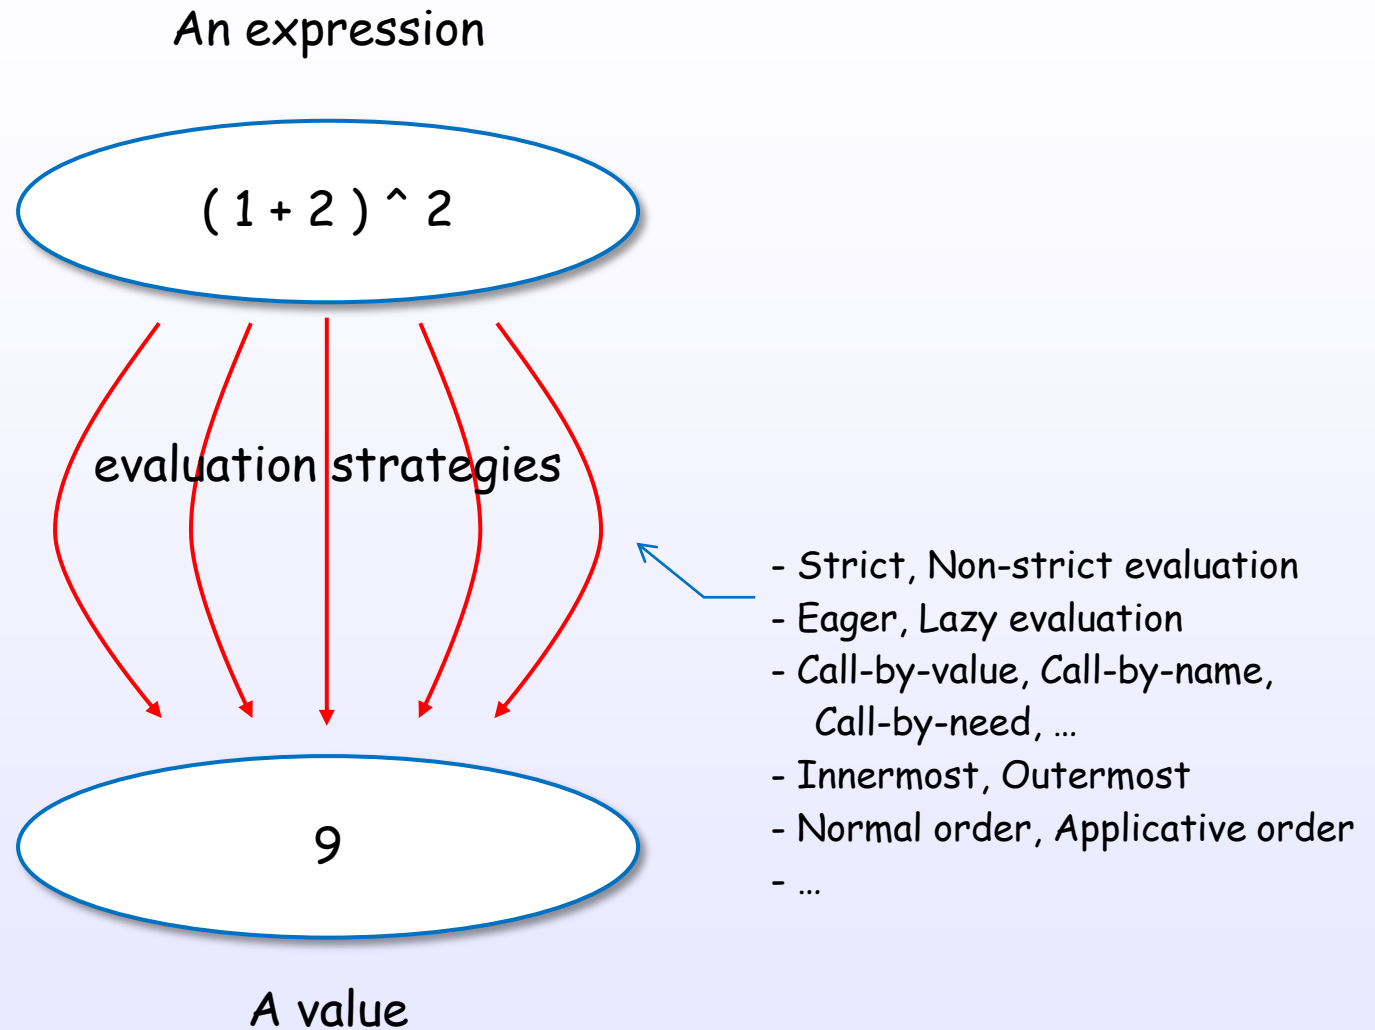 An expression
( 1 + 2 ) ^ 2
evaluation strategies
- Strict, Non-strict evaluation
- Eager, Lazy evaluation
- Call-by-value, Call-by-name,
Call-by-need, …
- Innermost, Outermost
- Normal order, Applicative order
- …
9
A value